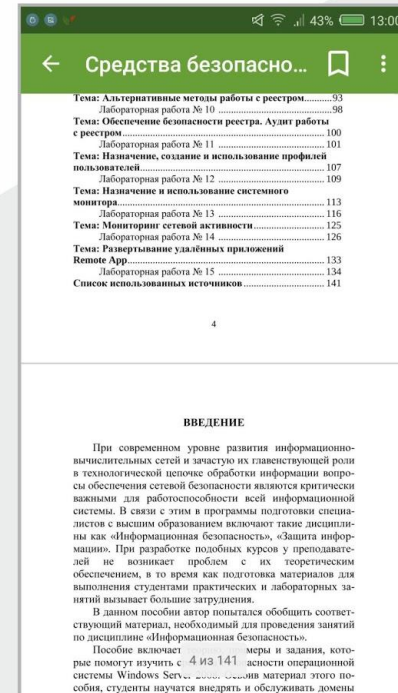 43% 13:00
Средства безопасно...
Тема: Альтернативные методы работы с реестром...........93
Лабораторная работа № 10 ....................................98
Тема: Обеспечение безопасности реестра. Аудит работы
с реестром.................................................................... 100
Лабораторная работа № 11 .................................. 101
Тема: Назначение, создание и использование профилей
пользователей.............................................................. 107
Лабораторная работа № 12 .................................. 109
Тема: Назначение и использование системного
монитора...................................................................... 113
Лабораторная работа № 13 .................................. 116
Тема: Мониторинг сетевой активности........................ 125
Лабораторная работа № 14 .................................. 126
Тема: Развертывание удалённых приложений
Remote App.................................................................. 133
Лабораторная работа № 15 .................................. 134
Список использованных источников........................... 141
4
ВВЕДЕНИЕ
При современном уровне развития информационно-
вычислительных сетей и зачастую их главенствующей роли
в технологической цепочке обработки информации вопро-
сы обеспечения сетевой безопасности являются критически
важными для работоспособности всей информационной
системы. В связи с этим в программы подготовки специа-
листов с высшим образованием включают такие дисципли-
ны как «Информационная безопасность», «Защита инфор-
мации». При разработке подобных курсов у преподавате-
лей не возникает проблем с их теоретическим
обеспечением, в то время как подготовка материалов для
выполнения студентами практических и лабораторных за-
нятий вызывает большие затруднения.
В данном пособии автор попытался обобщить соответ-
ствующий материал, необходимый для проведения занятий
по дисциплине «Информационная безопасность».
Пособие включает меры и задания, кото-
рые помогут изучить с 4 из 141 асности операционной
системы Windows материал этого по-
собия, студенты научатся внедрять и обслуживать домены